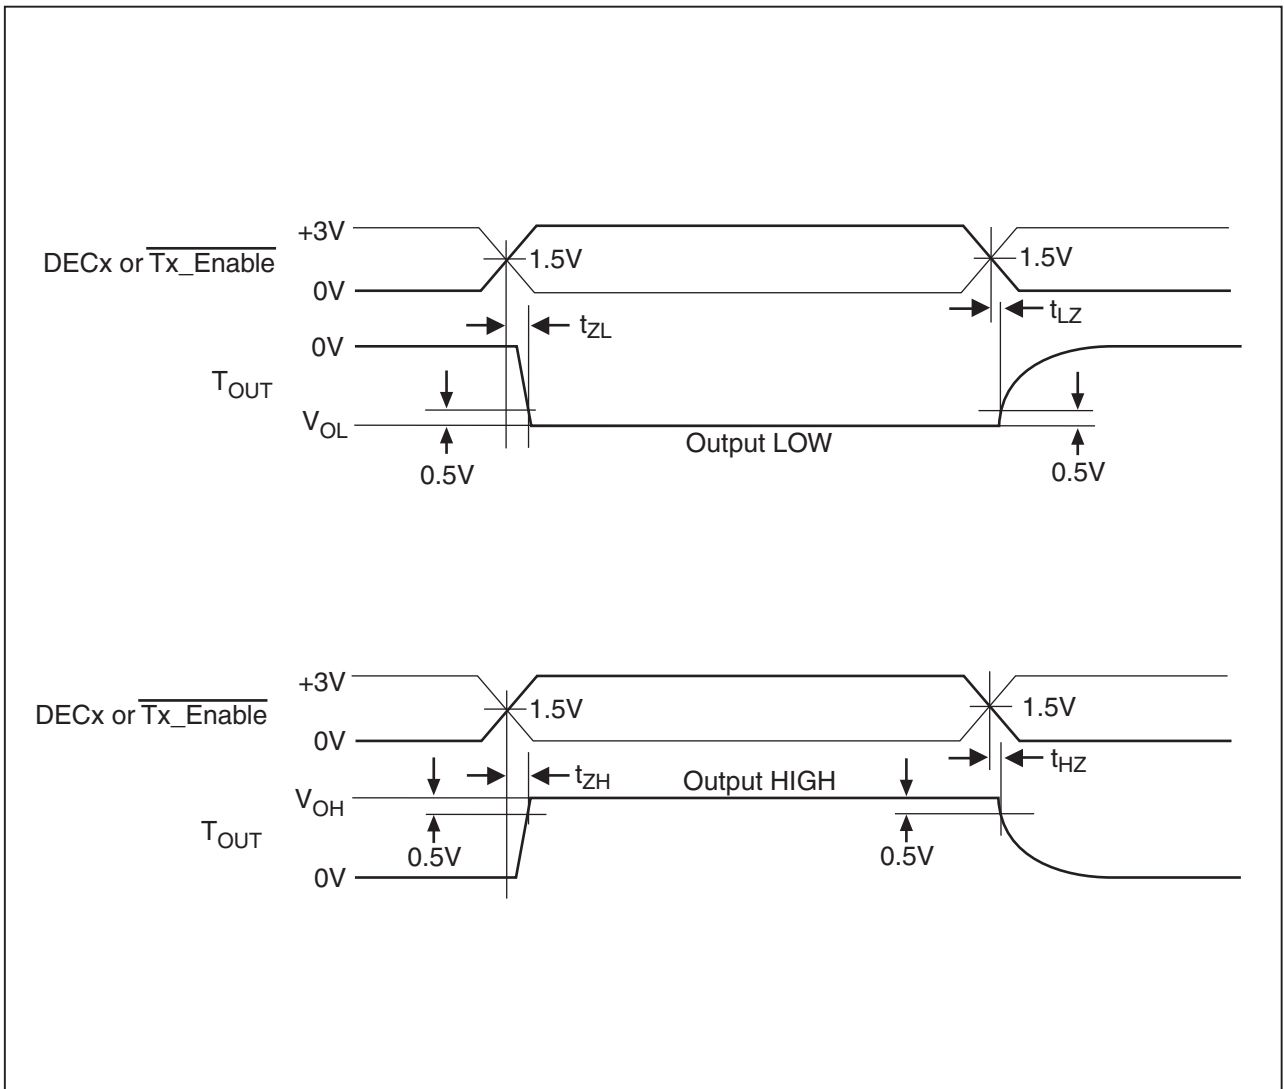 +3V
DECx or Tx_Enable
1.5V
1.5V
0V
tZL
tLZ
0V
TOUT
VOL
Output LOW
0.5V
0.5V
+3V
DECx or Tx_Enable
1.5V
1.5V
0V
tZH
Output HIGH
tHZ
VOH
TOUT
0.5V
0.5V
0V